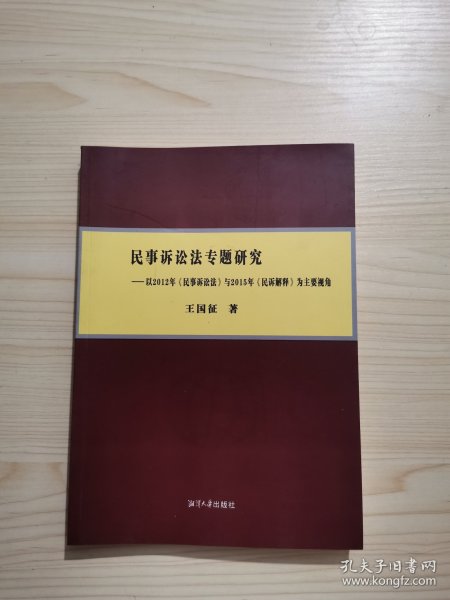 民事诉讼法专题研究
——以2012年《民事诉讼法》与2015年《民诉解释》为主要视角
王国征 著
湘潭大学出版社
孔夫子旧书网
www.kongfz.com